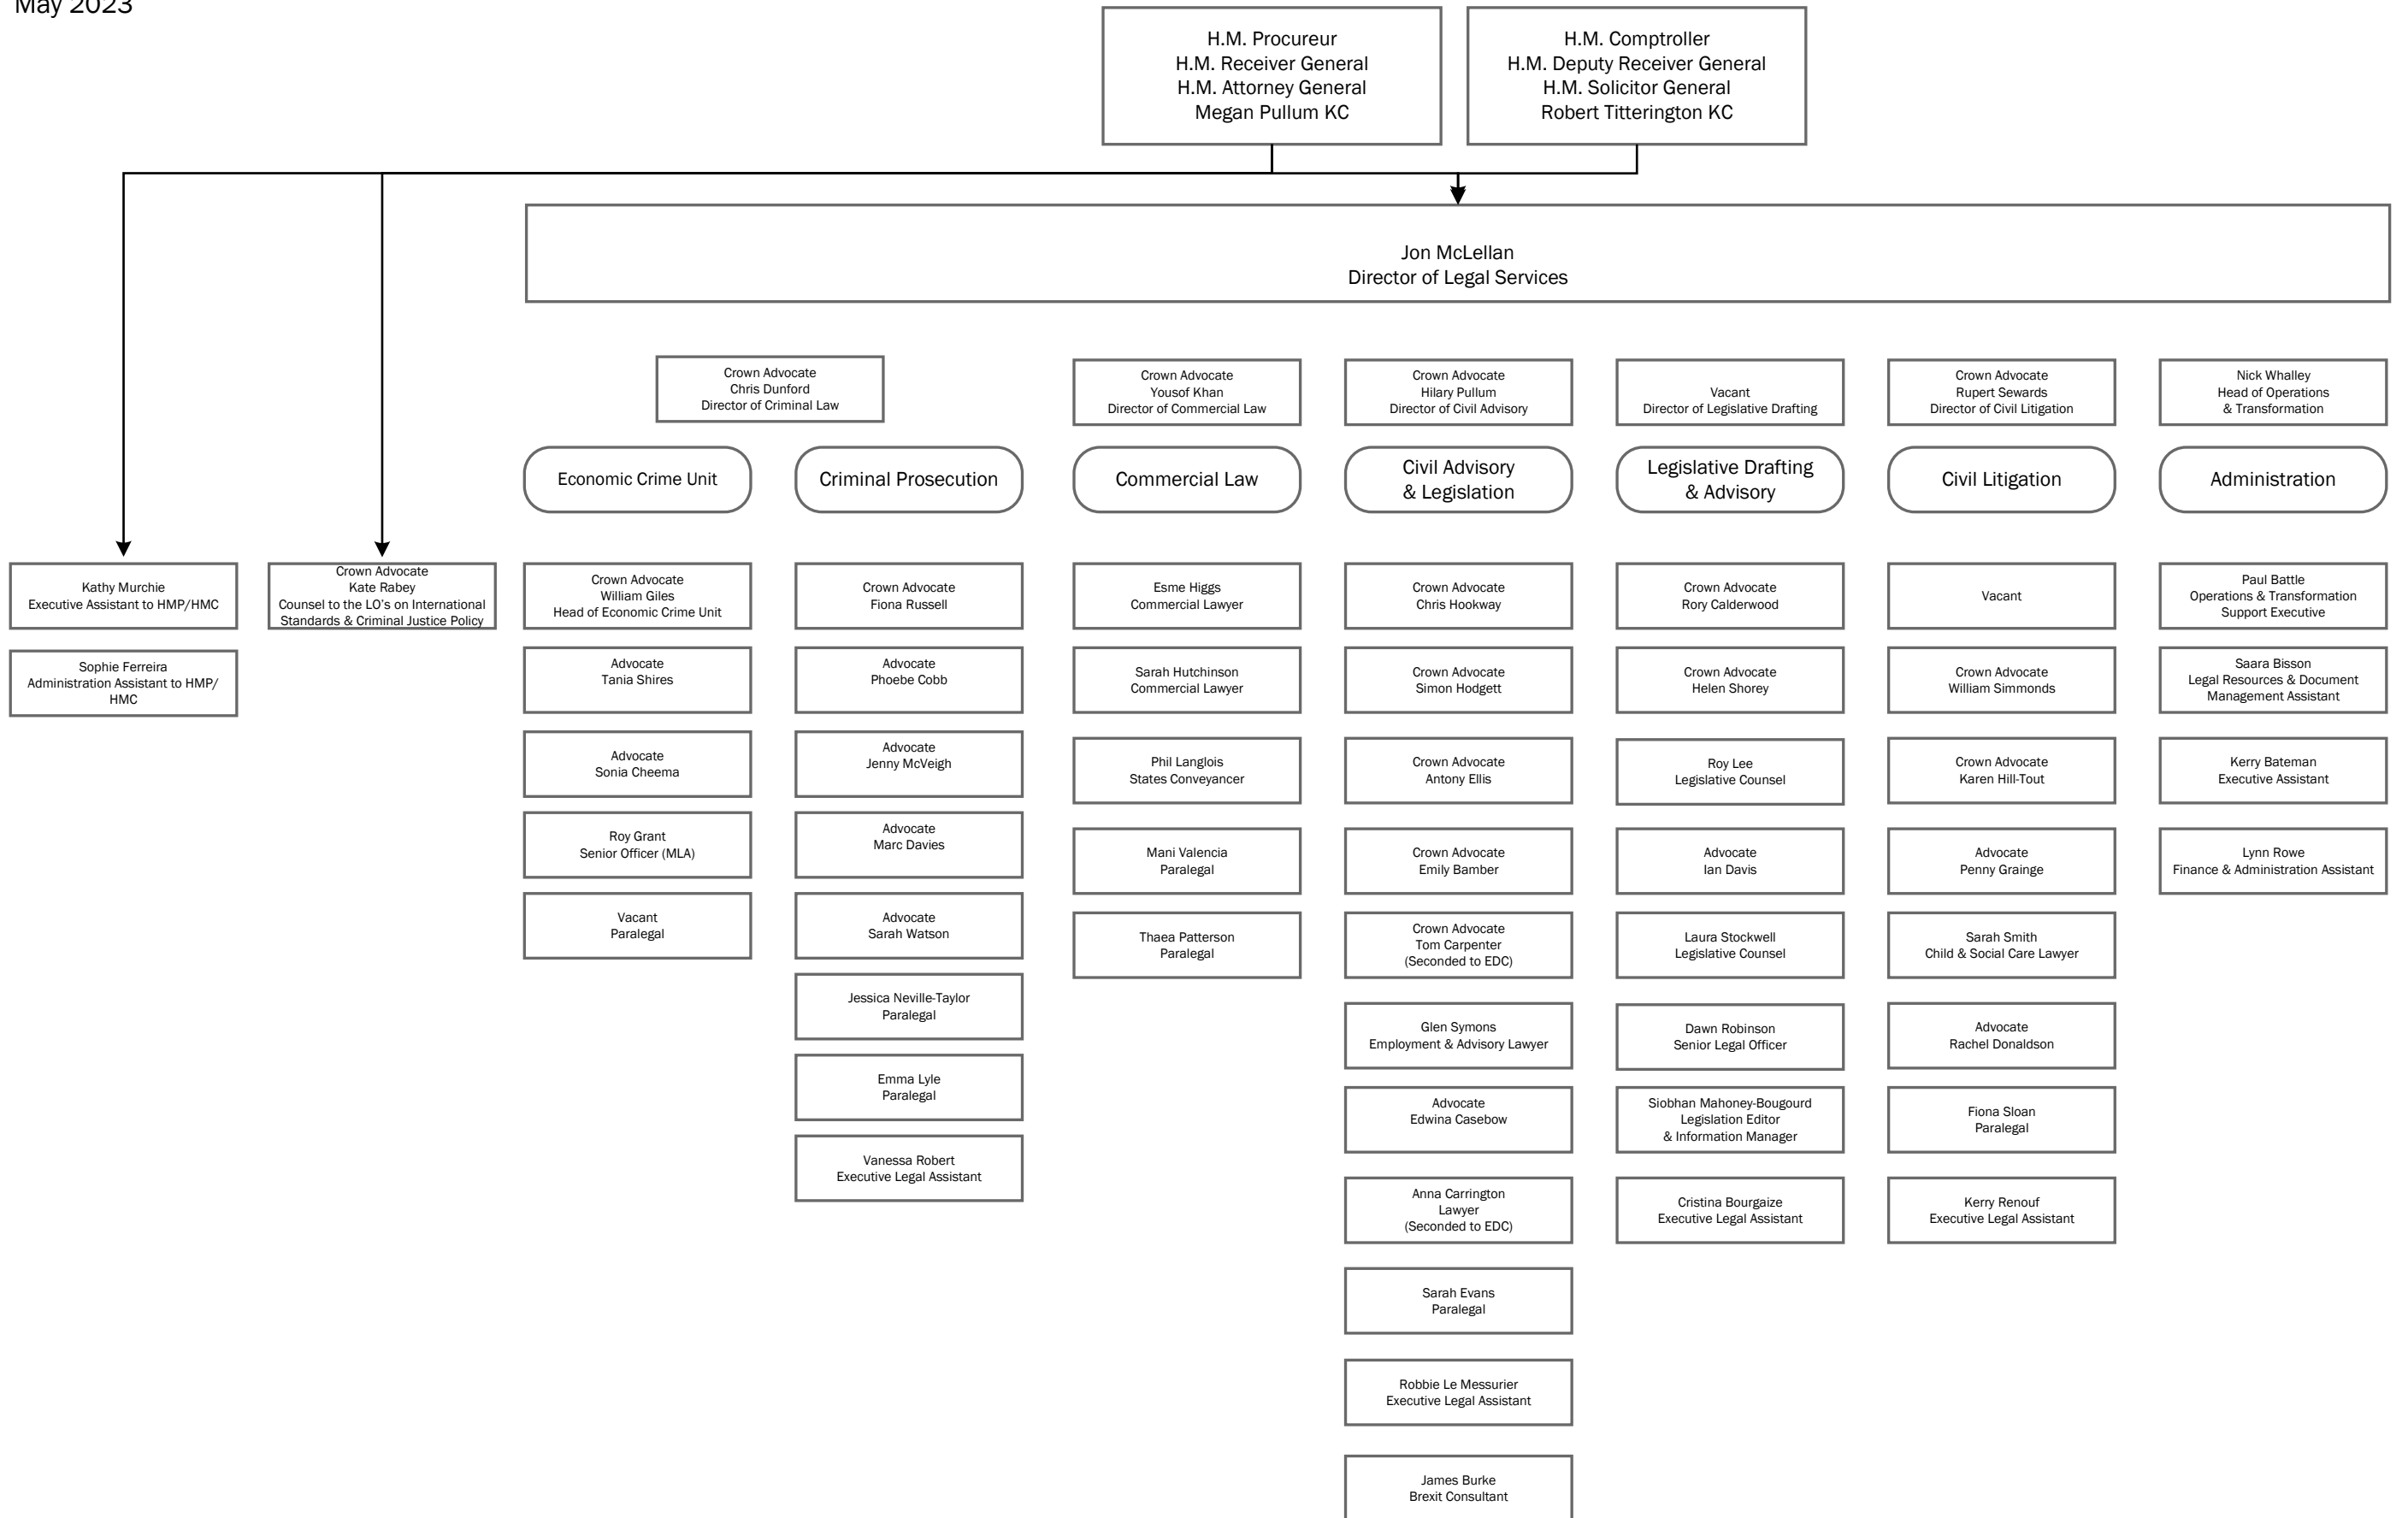 May 2023
H.M. Procureur
H.M. Receiver General
H.M. Attorney General
Megan Pullum KC
H.M. Comptroller
H.M. Deputy Receiver General
H.M. Solicitor General
Robert Titterington KC
Jon McLellan
Director of Legal Services
Crown Advocate
Chris Dunford
Director of Criminal Law
Crown Advocate
Yousof Khan
Director of Commercial Law
Crown Advocate
Hilary Pullum
Director of Civil Advisory
Vacant
Director of Legislative Drafting
Crown Advocate
Rupert Sewards
Director of Civil Litigation
Nick Whalley
Head of Operations
& Transformation
Economic Crime Unit
Criminal Prosecution
Commercial Law
Civil Advisory
& Legislation
Legislative Drafting
& Advisory
Civil Litigation
Administration
Kathy Murchie
Executive Assistant to HMP/HMC
Sophie Ferreira
Administration Assistant to HMP/
HMC
Crown Advocate
Kate Rabey
Counsel to the LO's on International
Standards & Criminal Justice Policy
Crown Advocate
William Giles
Head of Economic Crime Unit
Advocate
Tania Shires
Advocate
Sonia Cheema
Roy Grant
Senior Officer (MLA)
Vacant
Paralegal
Crown Advocate
Fiona Russell
Advocate
Phoebe Cobb
Advocate
Jenny McVeigh
Advocate
Marc Davies
Advocate
Sarah Watson
Jessica Neville-Taylor
Paralegal
Emma Lyle
Paralegal
Vanessa Robert
Executive Legal Assistant
Esme Higgs
Commercial Lawyer
Sarah Hutchinson
Commercial Lawyer
Phil Langlois
States Conveyancer
Mani Valencia
Paralegal
Thaea Patterson
Paralegal
Crown Advocate
Chris Hookway
Crown Advocate
Simon Hodgett
Crown Advocate
Antony Ellis
Crown Advocate
Emily Bamber
Crown Advocate
Tom Carpenter
(Seconded to EDC)
Glen Symons
Employment & Advisory Lawyer
Advocate
Edwina Casebow
Anna Carrington
Lawyer
(Seconded to EDC)
Sarah Evans
Paralegal
Robbie Le Messurier
Executive Legal Assistant
James Burke
Brexit Consultant
Crown Advocate
Rory Calderwood
Crown Advocate
Helen Shorey
Roy Lee
Legislative Counsel
Advocate
Ian Davis
Laura Stockwell
Legislative Counsel
Dawn Robinson
Senior Legal Officer
Siobhan Mahoney-Bougourd
Legislation Editor
& Information Manager
Cristina Bourgaize
Executive Legal Assistant
Vacant
Crown Advocate
William Simmonds
Crown Advocate
Karen Hill-Tout
Advocate
Penny Grainge
Sarah Smith
Child & Social Care Lawyer
Advocate
Rachel Donaldson
Fiona Sloan
Paralegal
Kerry Renouf
Executive Legal Assistant
Paul Battle
Operations & Transformation
Support Executive
Saara Bisson
Legal Resources & Document
Management Assistant
Kerry Bateman
Executive Assistant
Lynn Rowe
Finance & Administration Assistant